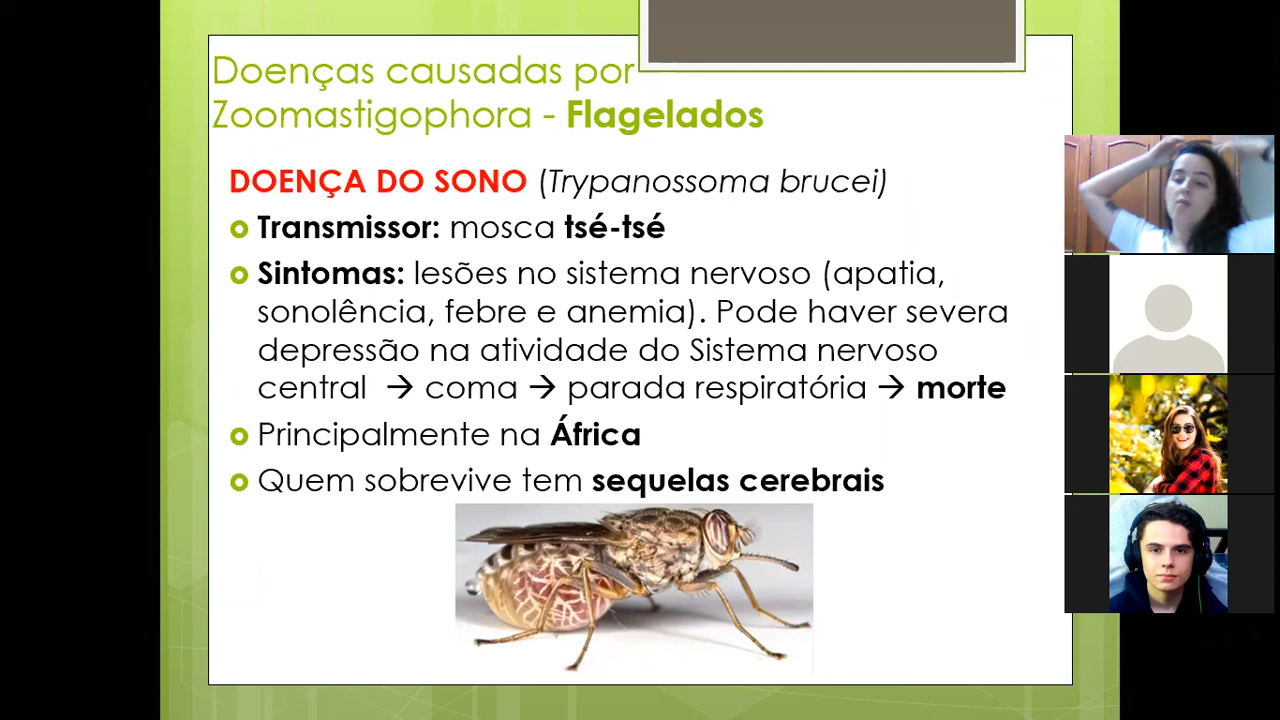 Doenças causadas por
Zoomastigophora - Flagelados
DOENÇA DO SONO (Trypanossoma brucei)
Transmissor: mosca tsé-tsé
Sintomas: lesões no sistema nervoso (apatia,
sonolência, febre e anemia). Pode haver severa
depressão na atividade do Sistema nervoso
central → coma → parada respiratória → morte
Principalmente na África
Quem sobrevive tem sequelas cerebrais